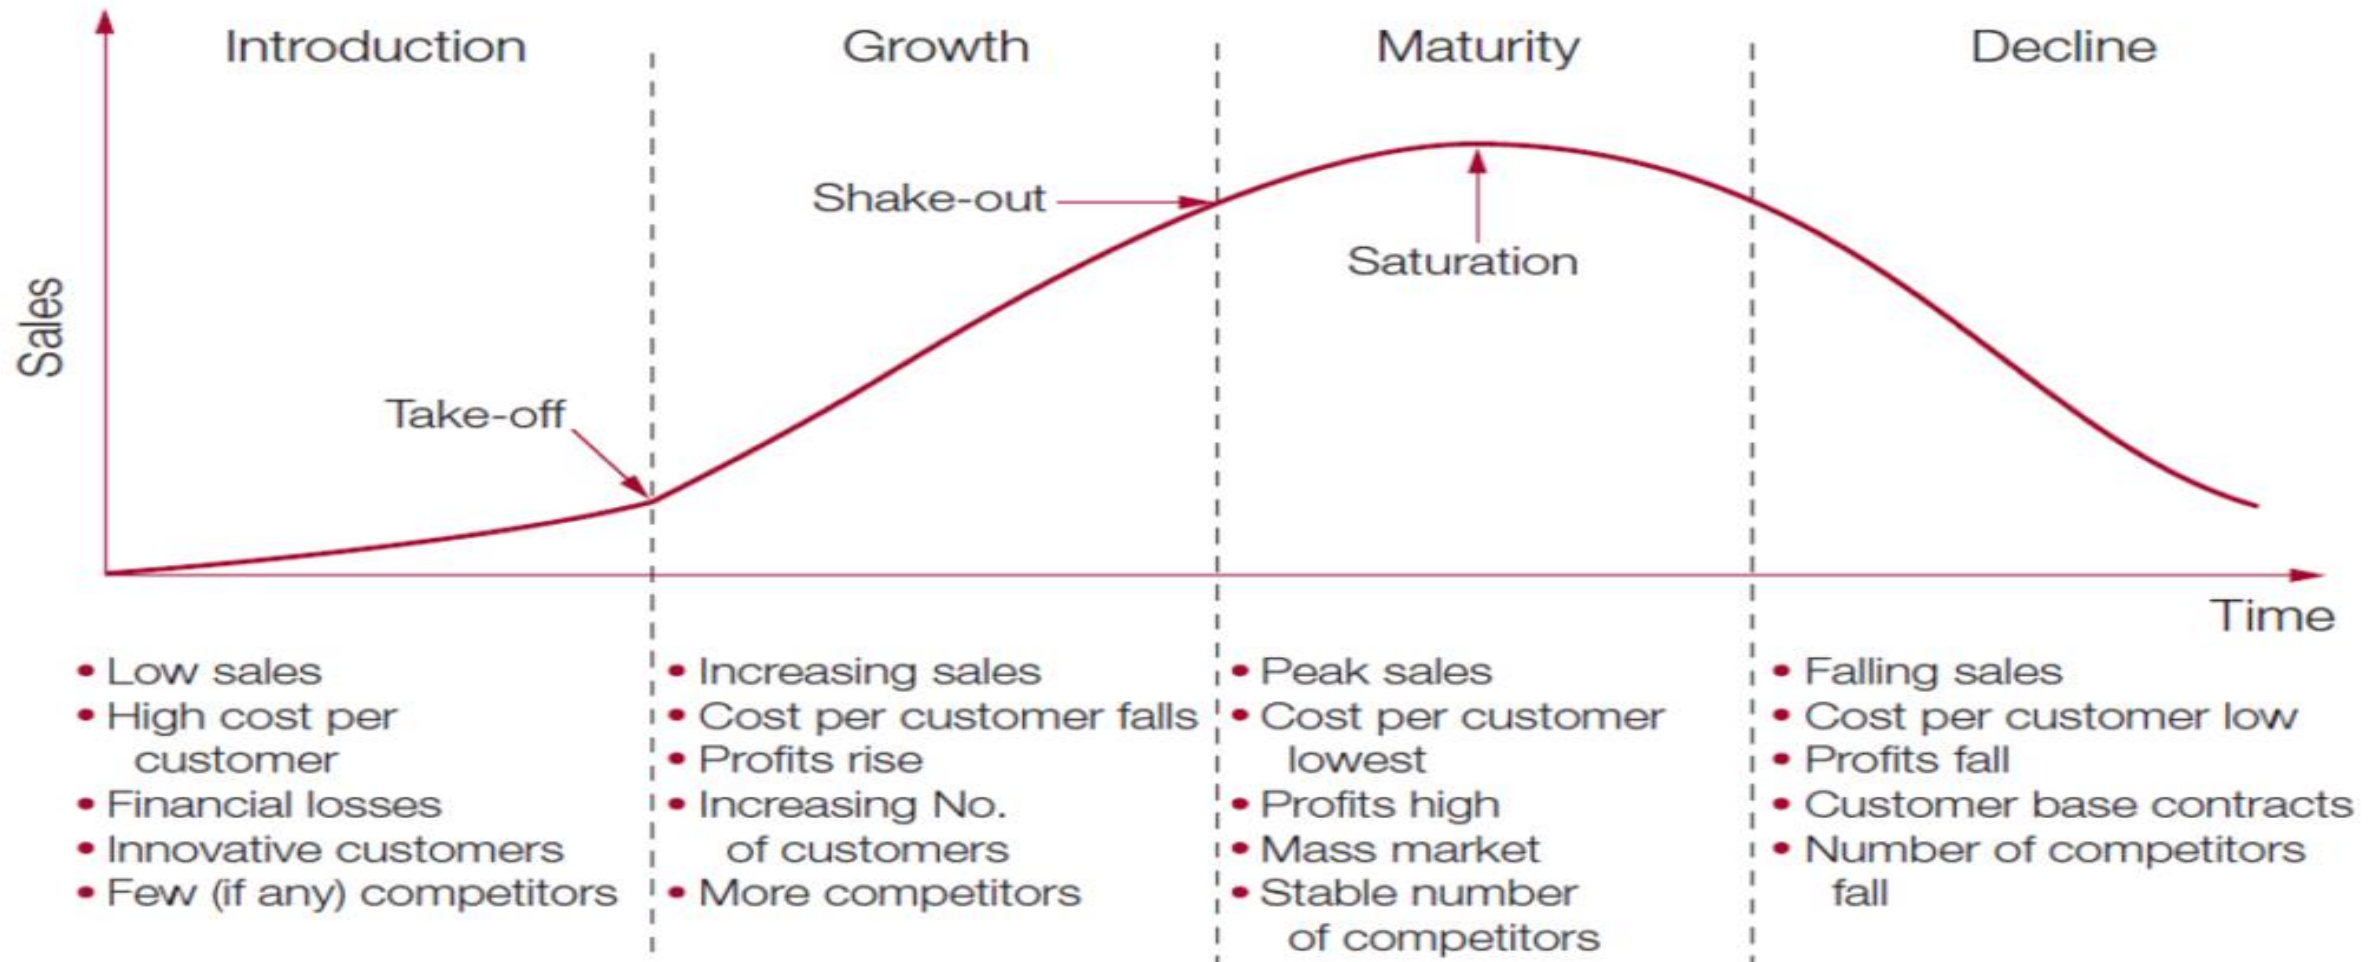 Introduction
Growth
Maturity
Decline
Shake-out
Saturation
Sales
Take-off
Time
• Low sales
• High cost per
customer
• Financial losses
• Innovative customers
• Few (if any) competitors
• Increasing sales
• Cost per customer falls
• Profits rise
• Increasing No.
of customers
• More competitors
• Peak sales
• Cost per customer
lowest
• Profits high
• Mass market
• Stable number
of competitors
• Falling sales
• Cost per customer low
• Profits fall
• Customer base contracts
• Number of competitors
fall